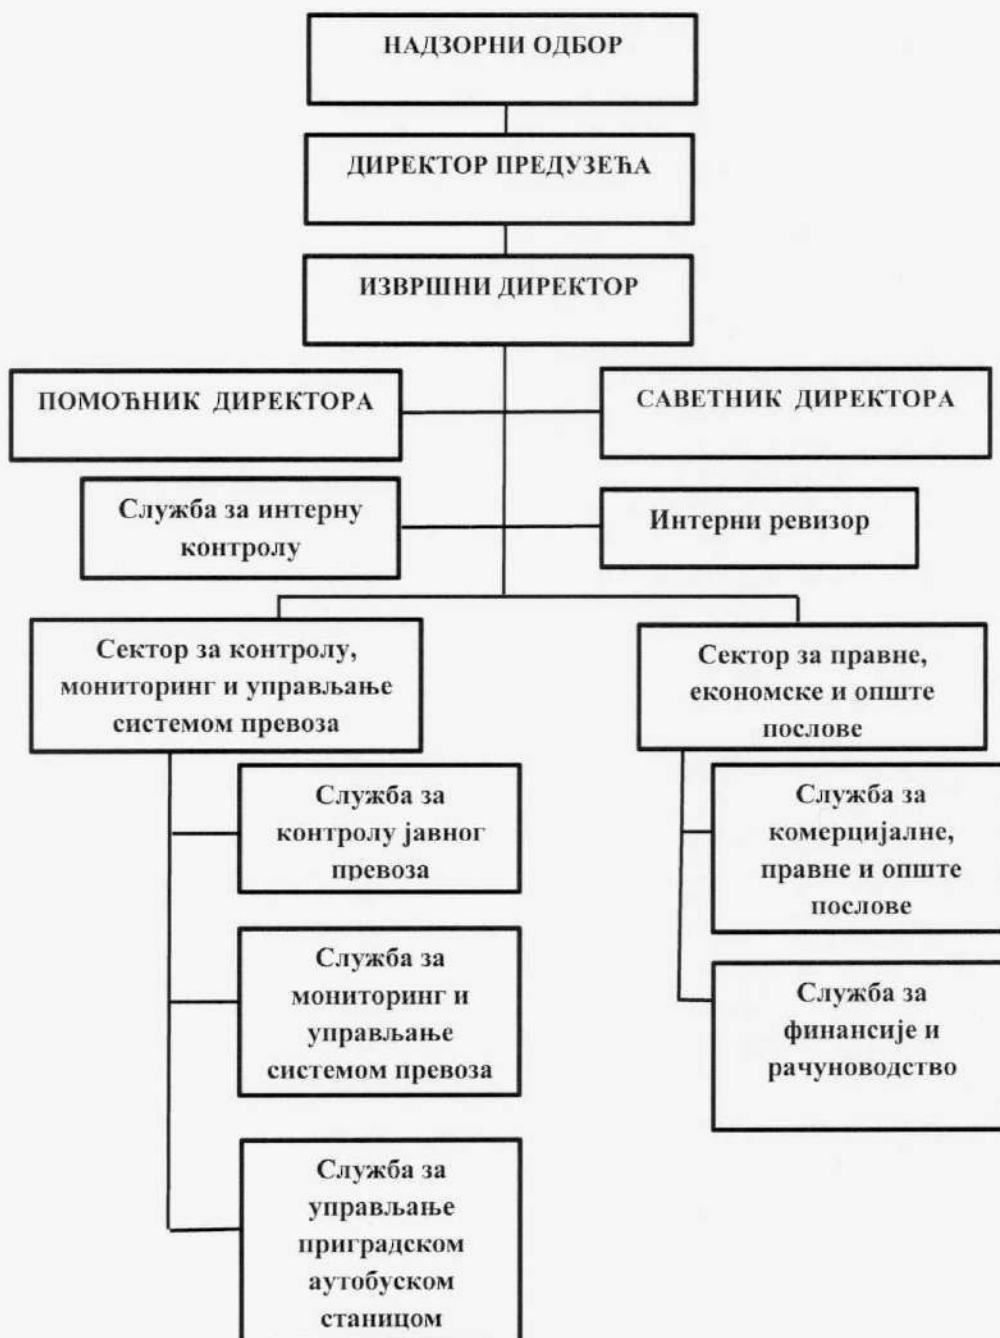 НАДЗОРНИ ОДБОР
ДИРЕКТОР ПРЕДУЗЕЋА
ИЗВРШНИ ДИРЕКТОР
ПОМОЋНИК ДИРЕКТОРА
САВЕТНИК ДИРЕКТОРА
Служба за интерну
контролу
Интерни ревизор
Сектор за контролу,
мониторинг и управљање
системом превоза
Сектор за правне,
економске и опште
послове
Служба за
контролу јавног
превоза
Служба за
мониторинг и
управљање
системом превоза
Служба за
управљање
приградском
аутобуском
станицом
Служба за
комерцијалне,
правне и опште
послове
Служба за
финансије и
рачуноводство